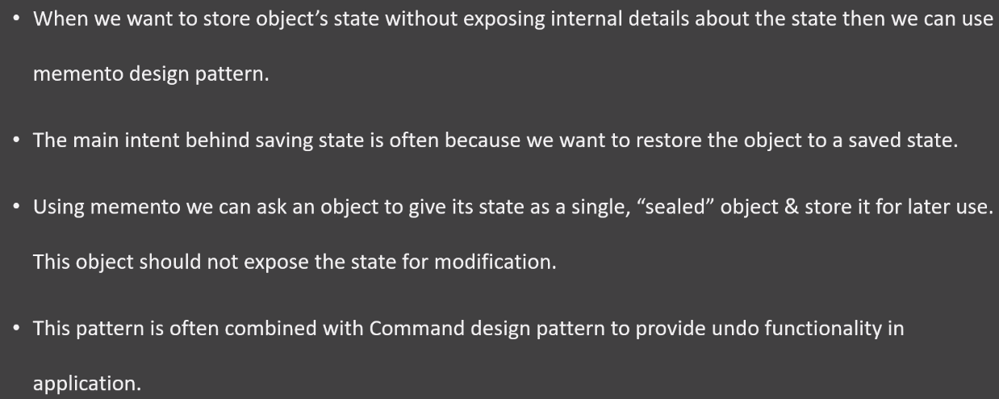 • When we want to store object’s state without exposing internal details about the state then we can use
memento design pattern.
• The main intent behind saving state is often because we want to restore the object to a saved state.
• Using memento we can ask an object to give its state as a single, “sealed” object & store it for later use.
This object should not expose the state for modification.
• This pattern is often combined with Command design pattern to provide undo functionality in
application.